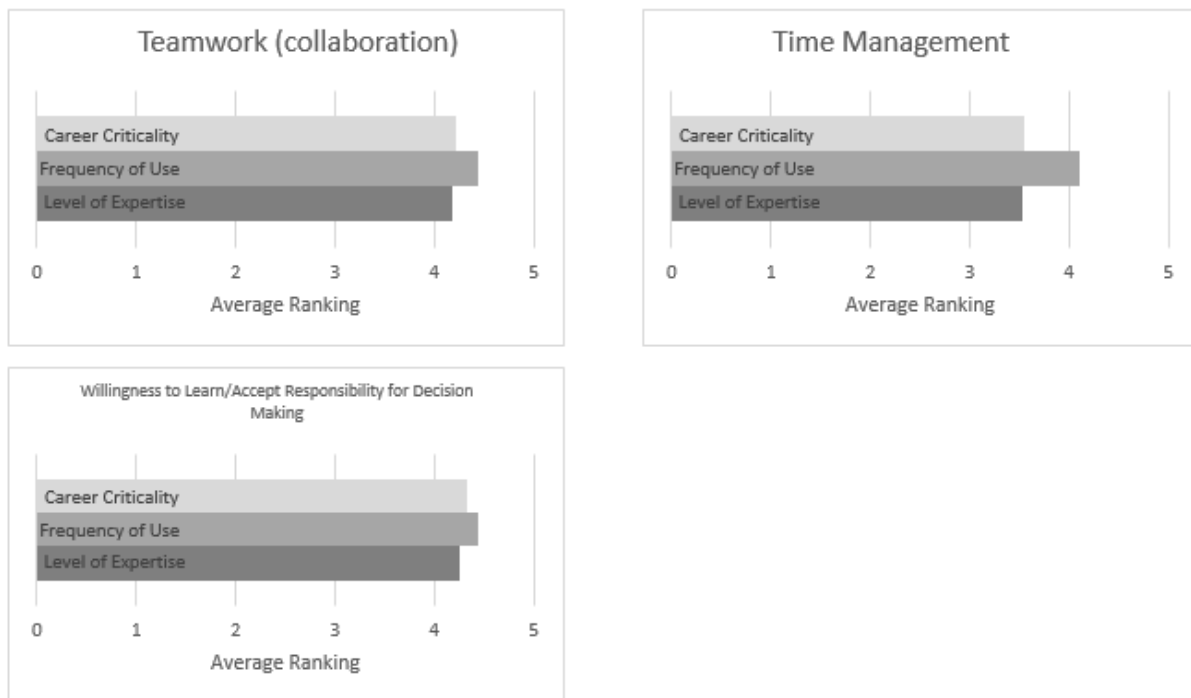 Teamwork (collaboration)
Career Criticality
Frequency of Use
Level of Expertise
0 1 2 3 4 5
Average Ranking
Time Management
Career Criticality
Frequency of Use
Level of Expertise
0 1 2 3 4 5
Average Ranking
Willingness to Learn/Accept Responsibility for Decision
Making
Career Criticality
Frequency of Use
Level of Expertise
0 1 2 3 4 5
Average Ranking